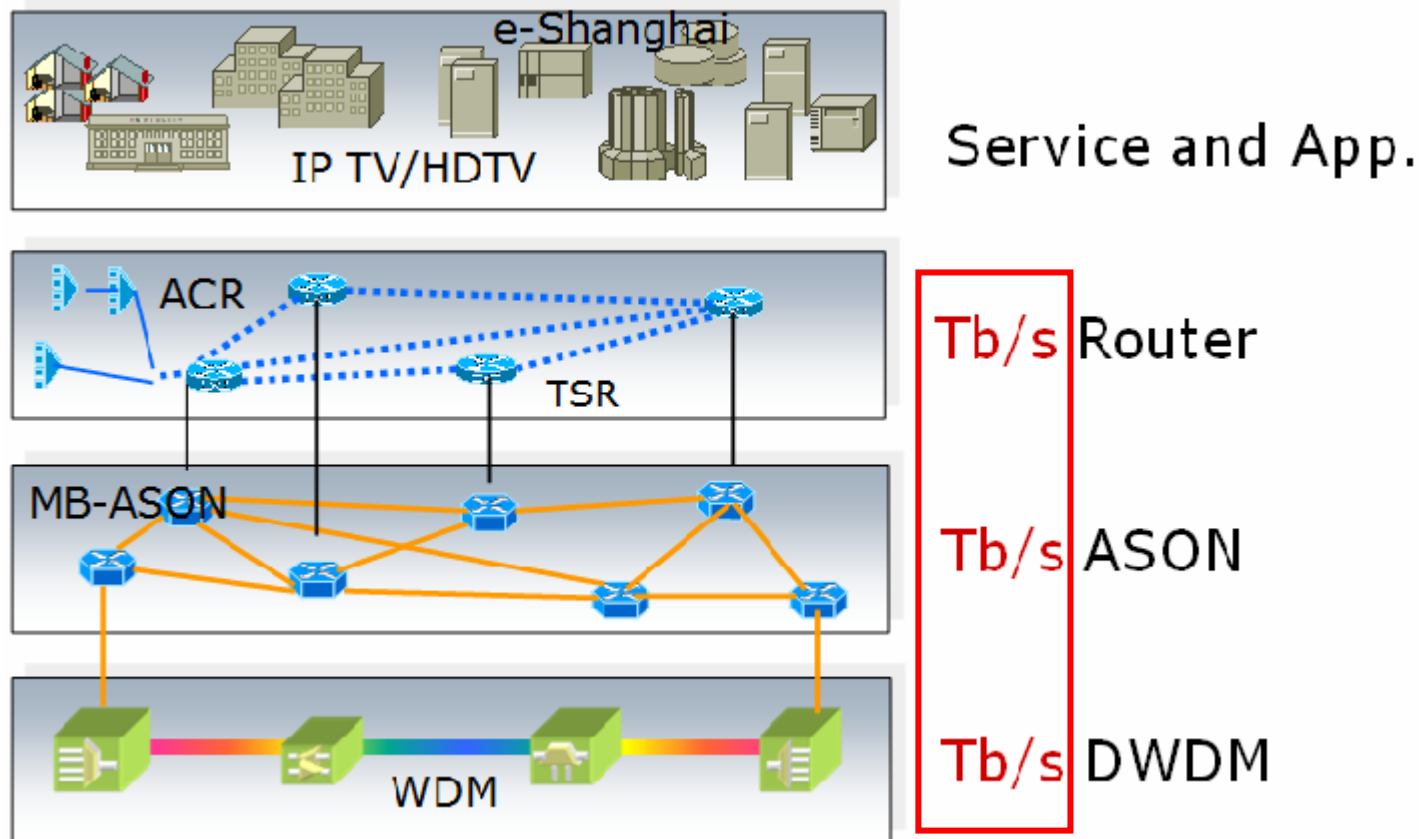 e-Shanghai
IP TV/HDTV
Service and App.
ACR
TSR
Tb/s Router
MB-ASON
Tb/s ASON
WDM
Tb/s DWDM